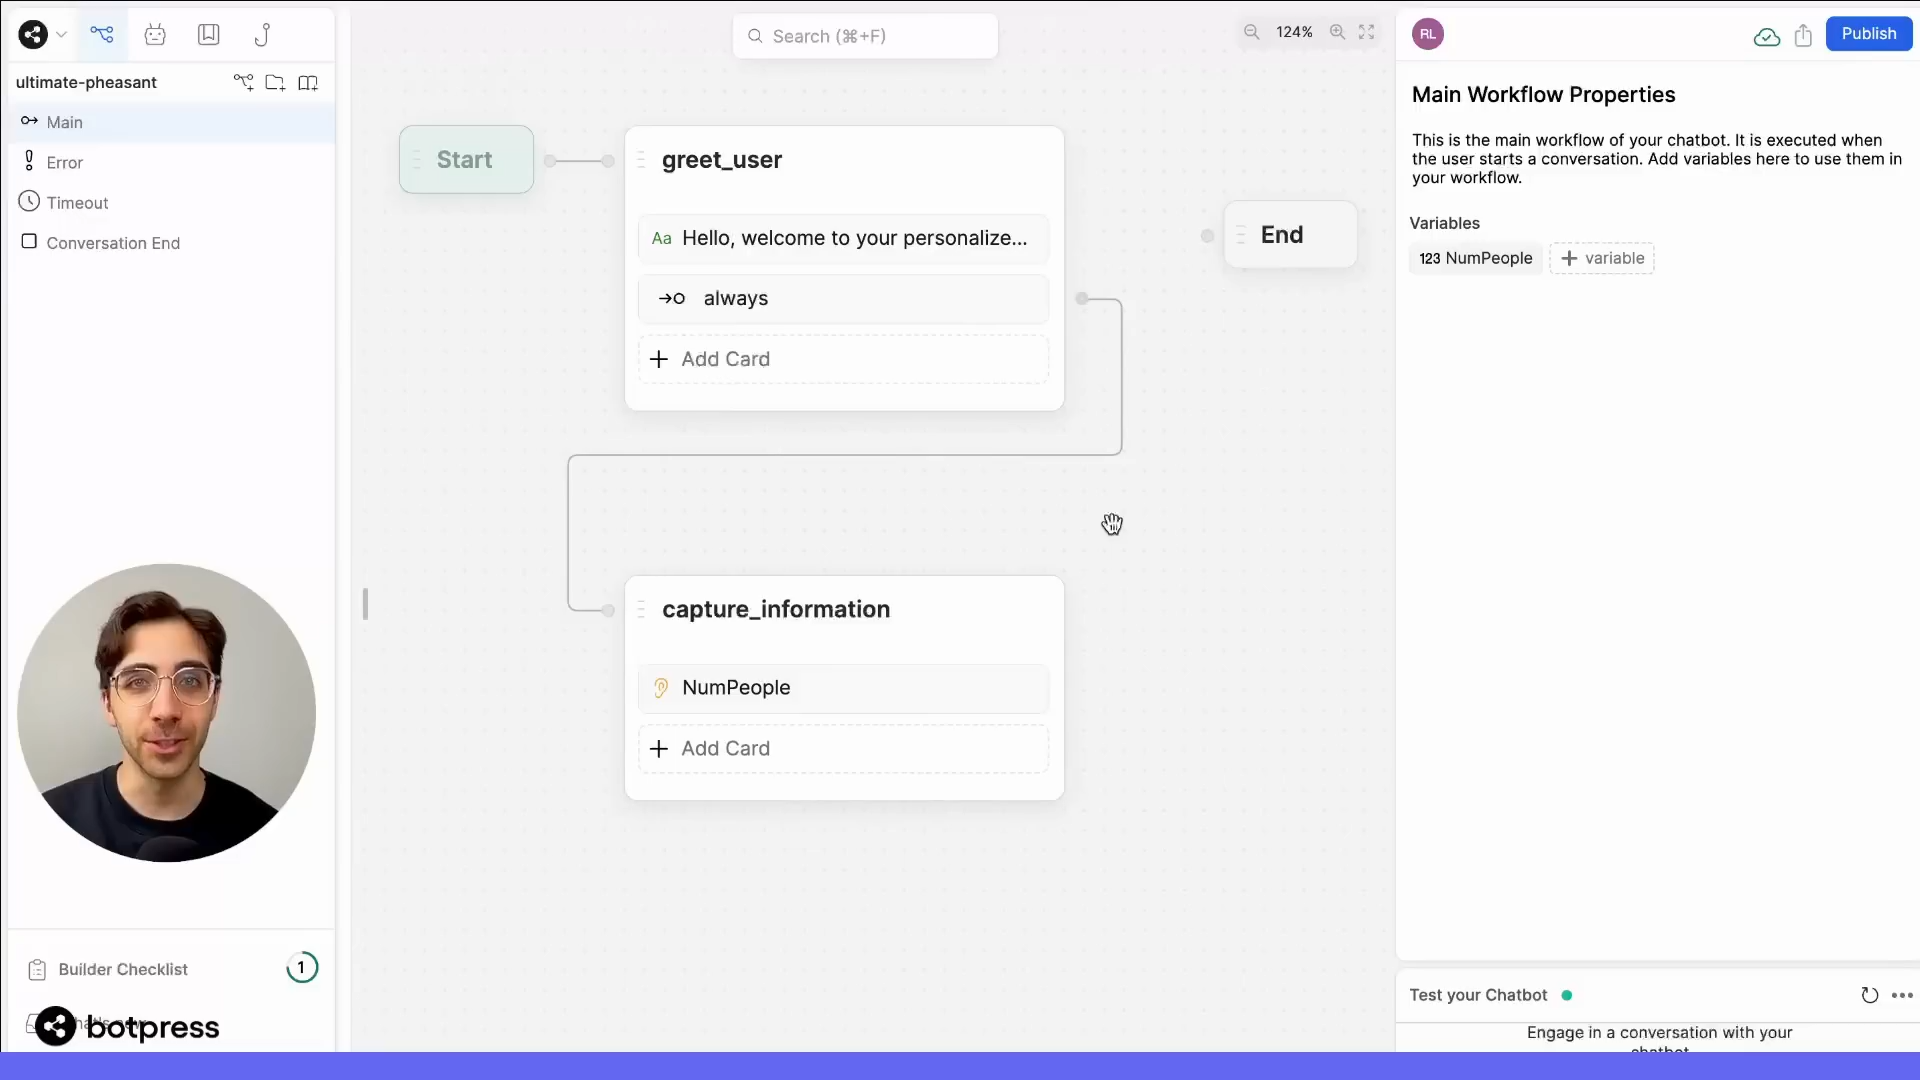 Search (⌘+F)
124%
RL
Publish
ultimate-pheasant
Main
Error
Timeout
Conversation End
Start
greet_user
Aa Hello, welcome to your personalize...
always
+ Add Card
End
capture_information
NumPeople
+ Add Card
Main Workflow Properties
This is the main workflow of your chatbot. It is executed when
the user starts a conversation. Add variables here to use them in
your workflow.
Variables
123 NumPeople
+ variable
Builder Checklist
1
botpress
Test your Chatbot
Engage in a conversation with your
chatbot